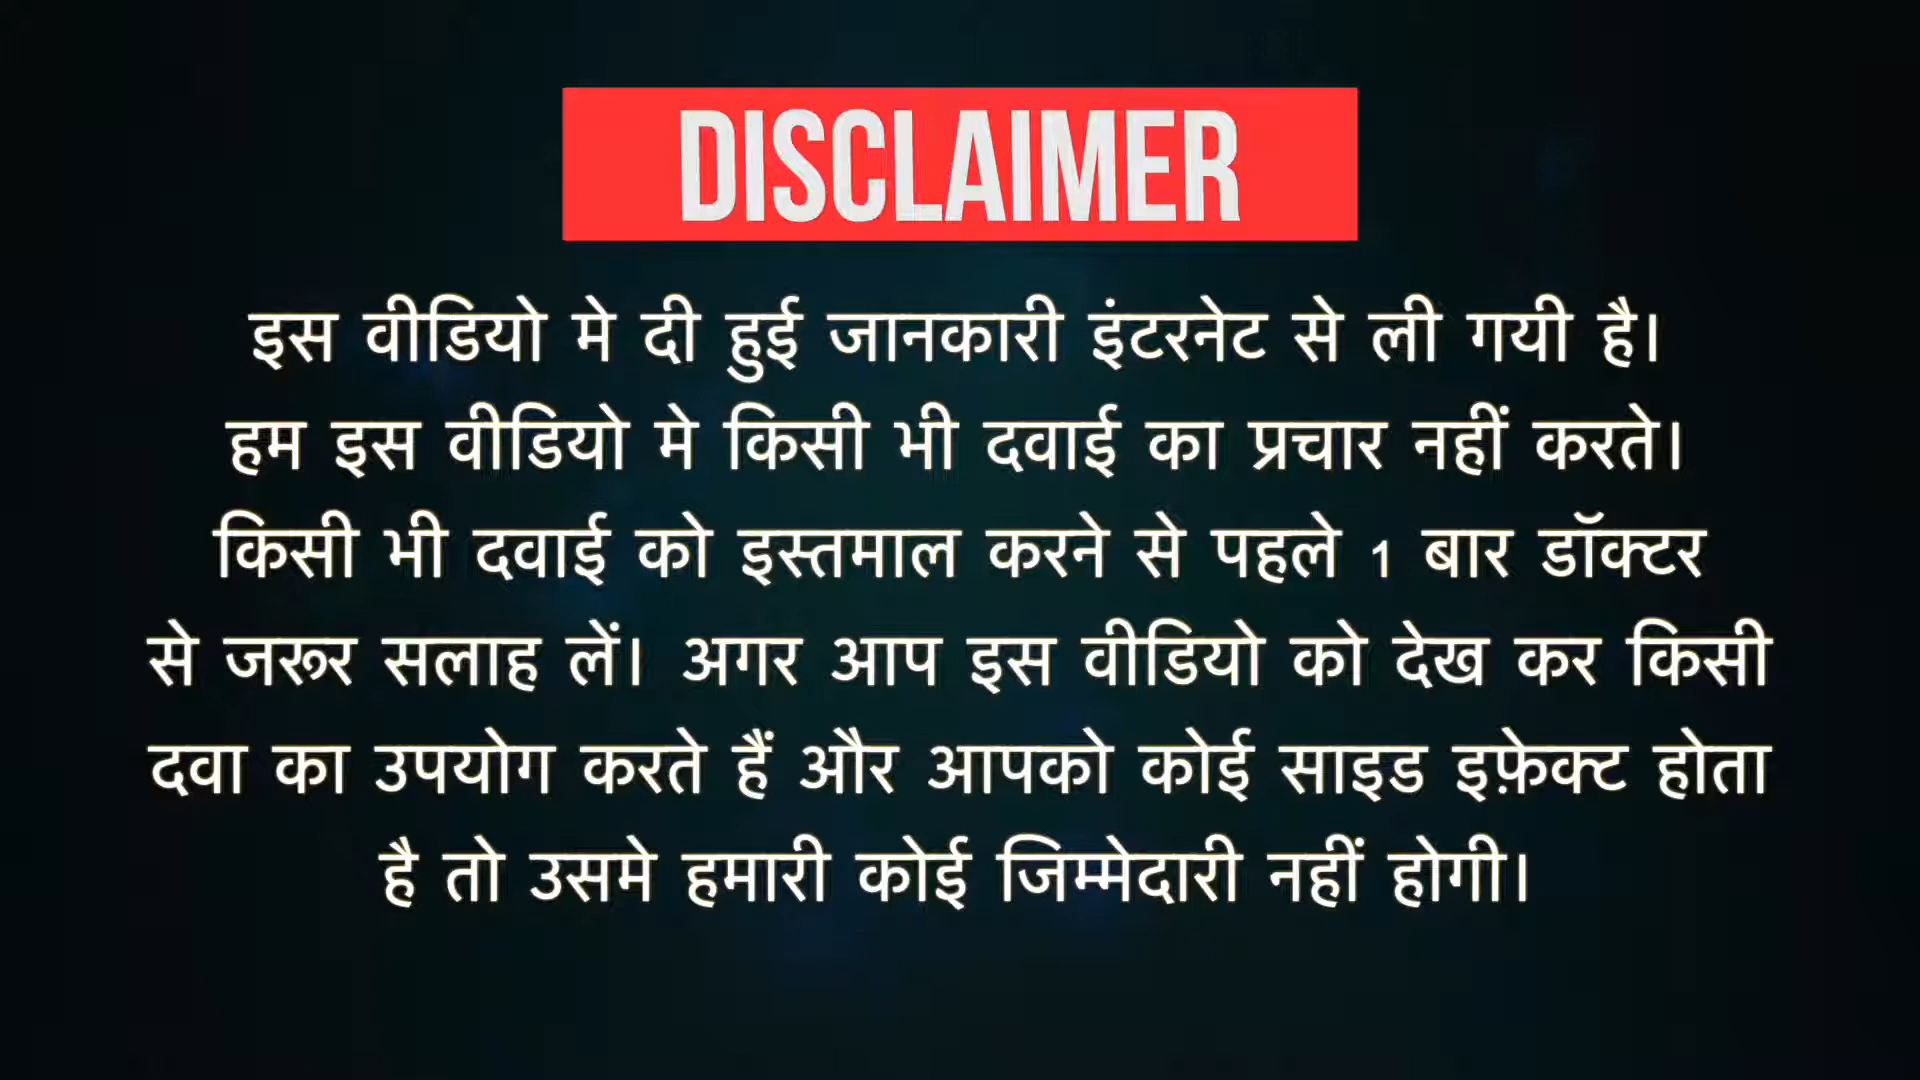 DISCLAIMER
इस वीडियो मे दी हुई जानकारी इंटरनेट से ली गयी है।
हम इस वीडियो मे किसी भी दवाई का प्रचार नहीं करते।
किसी भी दवाई को इस्तमाल करने से पहले 1 बार डॉक्टर
से जरूर सलाह लें। अगर आप इस वीडियो को देख कर किसी
दवा का उपयोग करते हैं और आपको कोई साइड इफ़ेक्ट होता
है तो उसमे हमारी कोई जिम्मेदारी नहीं होगी।